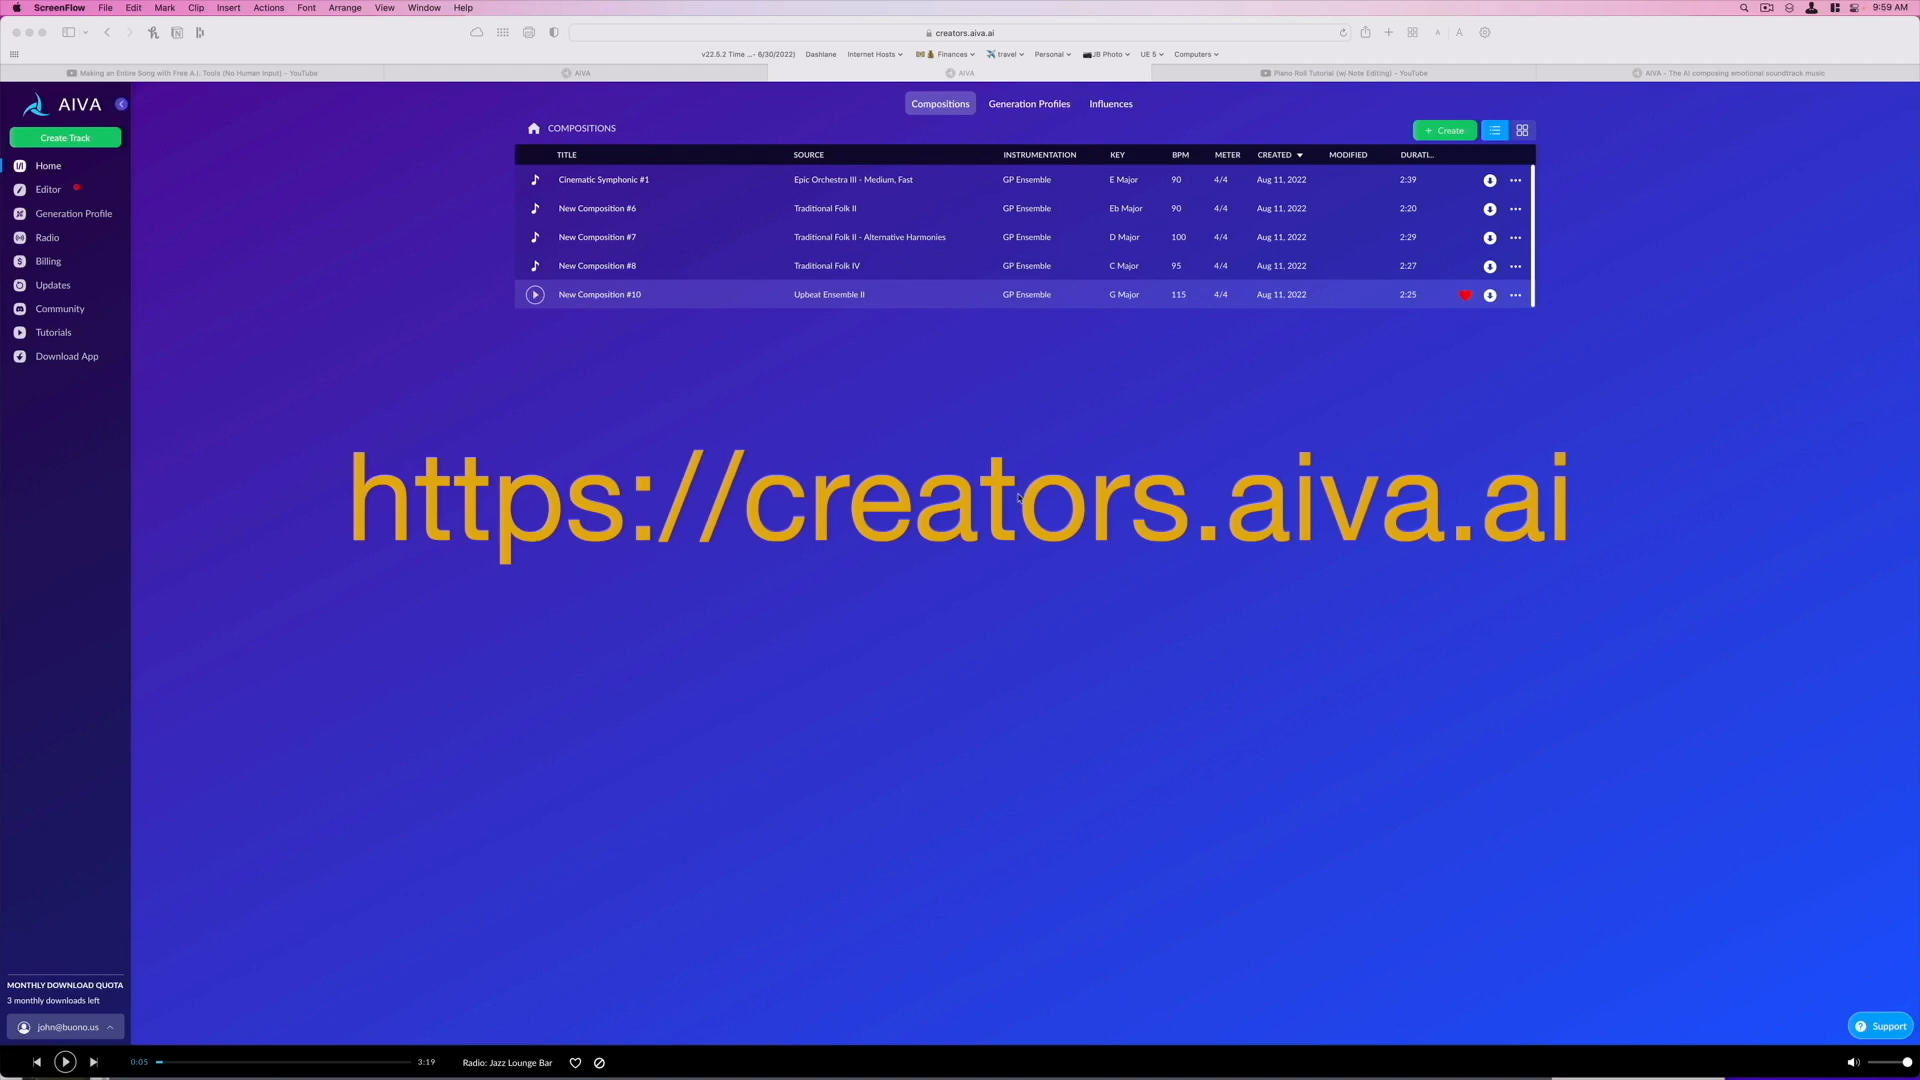 ScreenFlow File Edit Mark Clip Insert Actions Font Arrange View Window Help 9:59 AM
creators.aiva.ai
v22.5.2 Time ...- 6/30/2022) Dashlane Internet Hosts Finances travel Personal JB Photo UE 5 Computers
Making an Entire Song with Free A.I. Tools (No Human Input) - YouTube AIVA AIVA Piano Roll Tutorial (w/ Note Editing) - YouTube AIVA - The AI composing emotional soundtrack music
AIVA
Compositions Generation Profiles Influences
Create Track
COMPOSITIONS
+ Create
TITLE SOURCE INSTRUMENTATION KEY BPM METER CREATED MODIFIED DURATI...
Cinematic Symphonic #1 Epic Orchestra III - Medium, Fast GP Ensemble E Major 90 4/4 Aug 11, 2022 2:39
New Composition #6 Traditional Folk II GP Ensemble Eb Major 90 4/4 Aug 11, 2022 2:20
New Composition #7 Traditional Folk II - Alternative Harmonies GP Ensemble D Major 100 4/4 Aug 11, 2022 2:29
New Composition #8 Traditional Folk IV GP Ensemble C Major 95 4/4 Aug 11, 2022 2:27
New Composition #10 Upbeat Ensemble II GP Ensemble G Major 115 4/4 Aug 11, 2022 2:25
Home
Editor
Generation Profile
Radio
Billing
Updates
Community
Tutorials
Download App
https://creators.aiva.ai
MONTHLY DOWNLOAD QUOTA
3 monthly downloads left
john@buono.us
Support
0:05 3:19 Radio: Jazz Lounge Bar